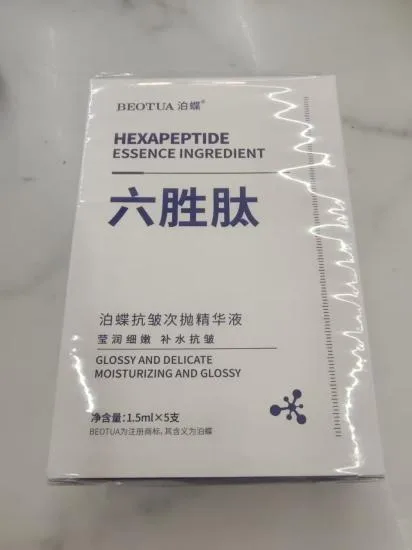 BEOTUA 泊蝶®
HEXAPEPTIDE
ESSENCE INGREDIENT
六胜肽
泊蝶抗皱次抛精华液
莹润细嫩 补水抗皱
GLOSSY AND DELICATE
MOISTURIZING AND GLOSSY
净含量:1.5ml×5支
BEOTUA为注册商标,其含义为泊蝶